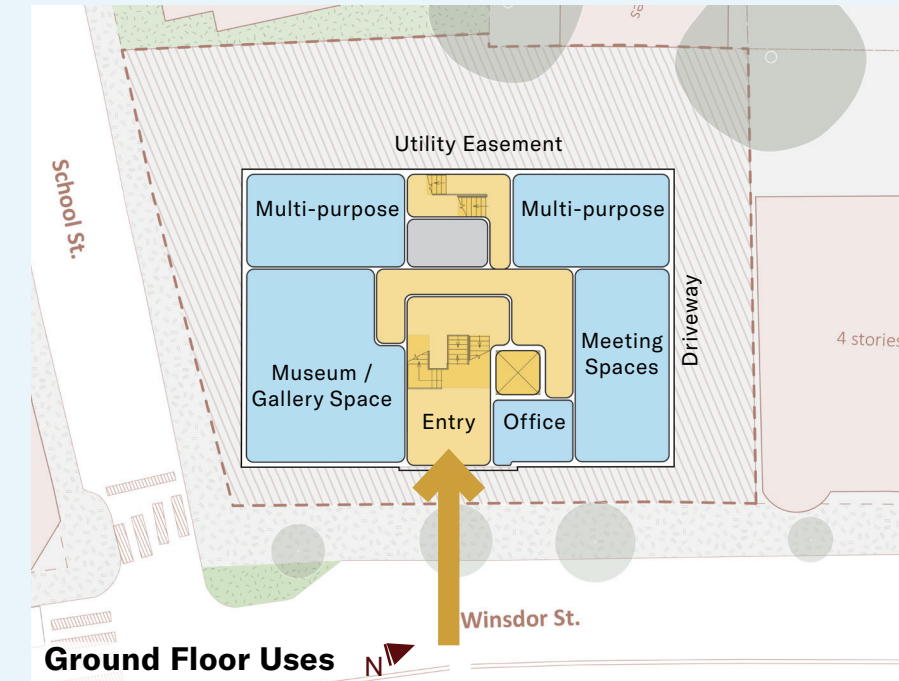 Utility Easement
School St.
Multi-purpose
Multi-purpose
Driveway
4 stories
Meeting
Spaces
Museum /
Gallery Space
Entry
Office
Winsdor St.
Ground Floor Uses
N